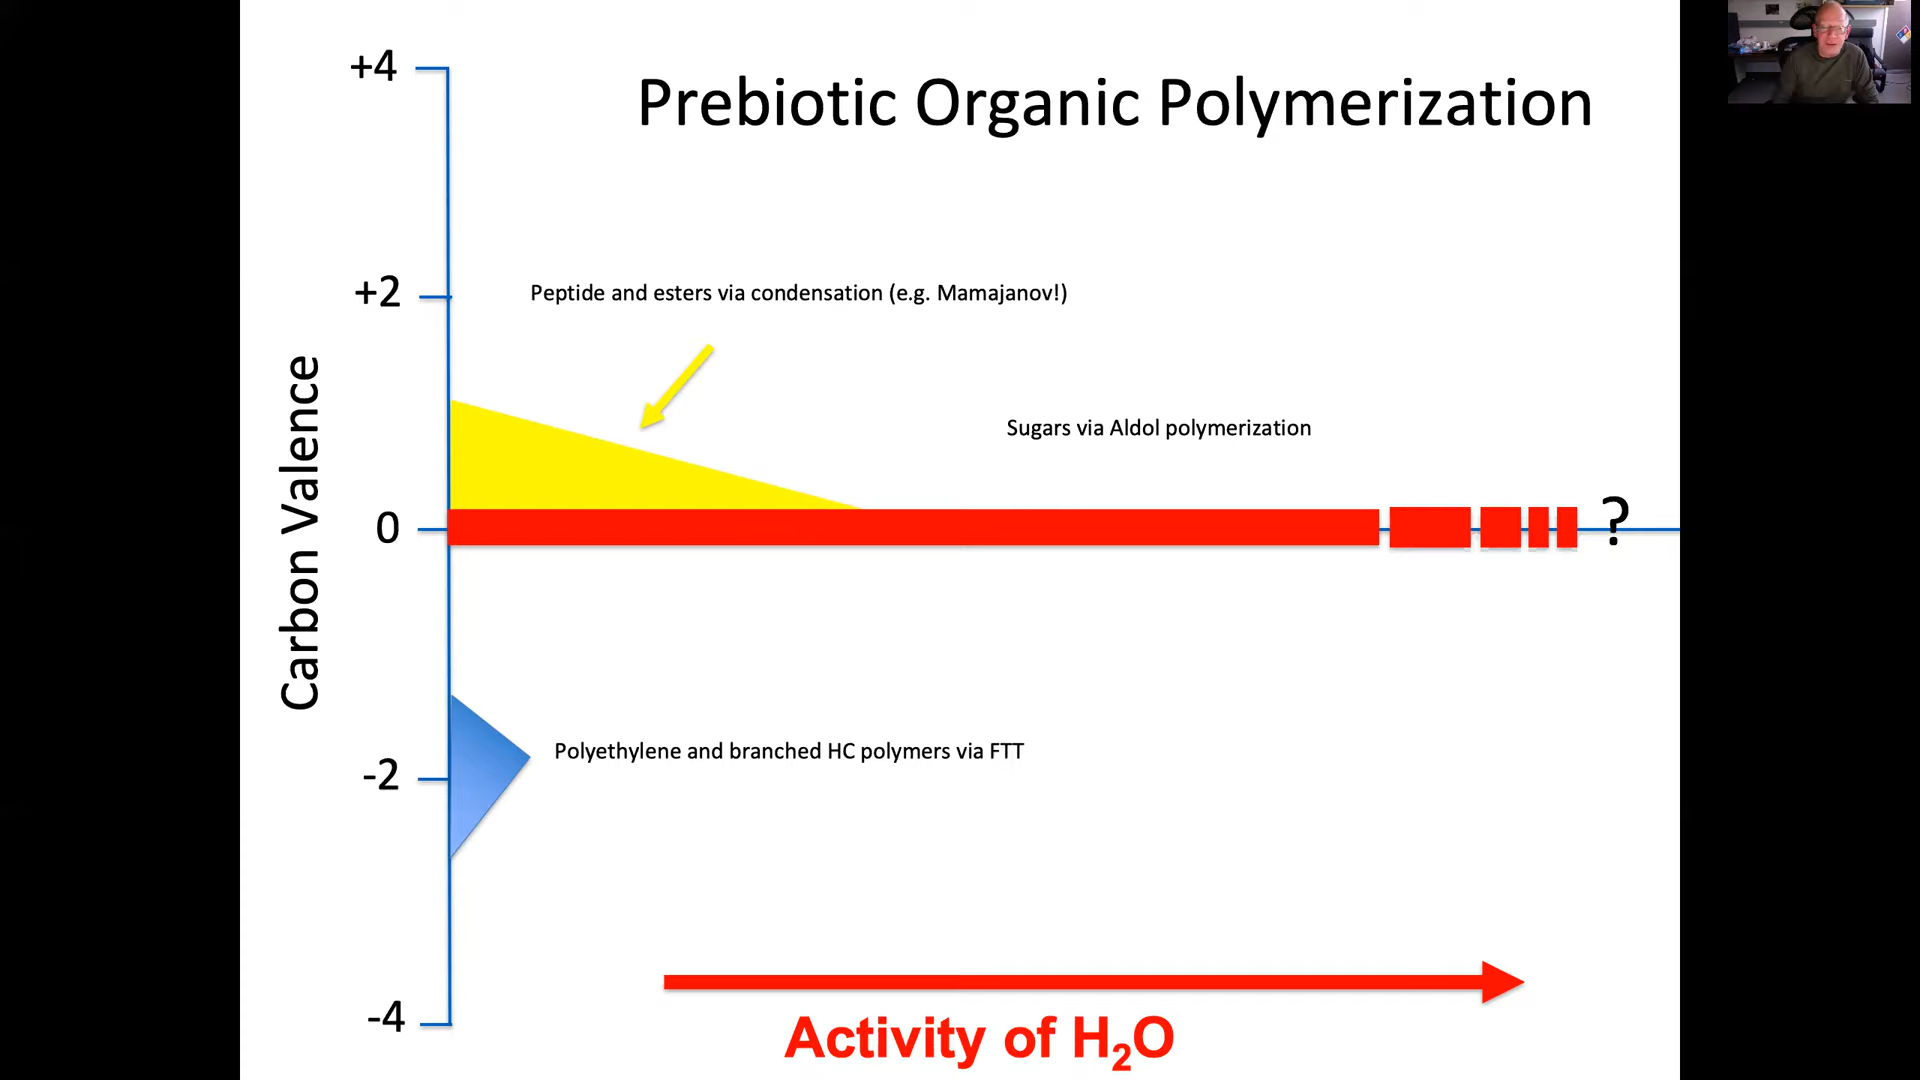 Prebiotic Organic Polymerization
+4
+2
0
-2
-4
Carbon Valence
Peptide and esters via condensation (e.g. Mamajanov!)
Sugars via Aldol polymerization
?
Polyethylene and branched HC polymers via FTT
Activity of H₂O